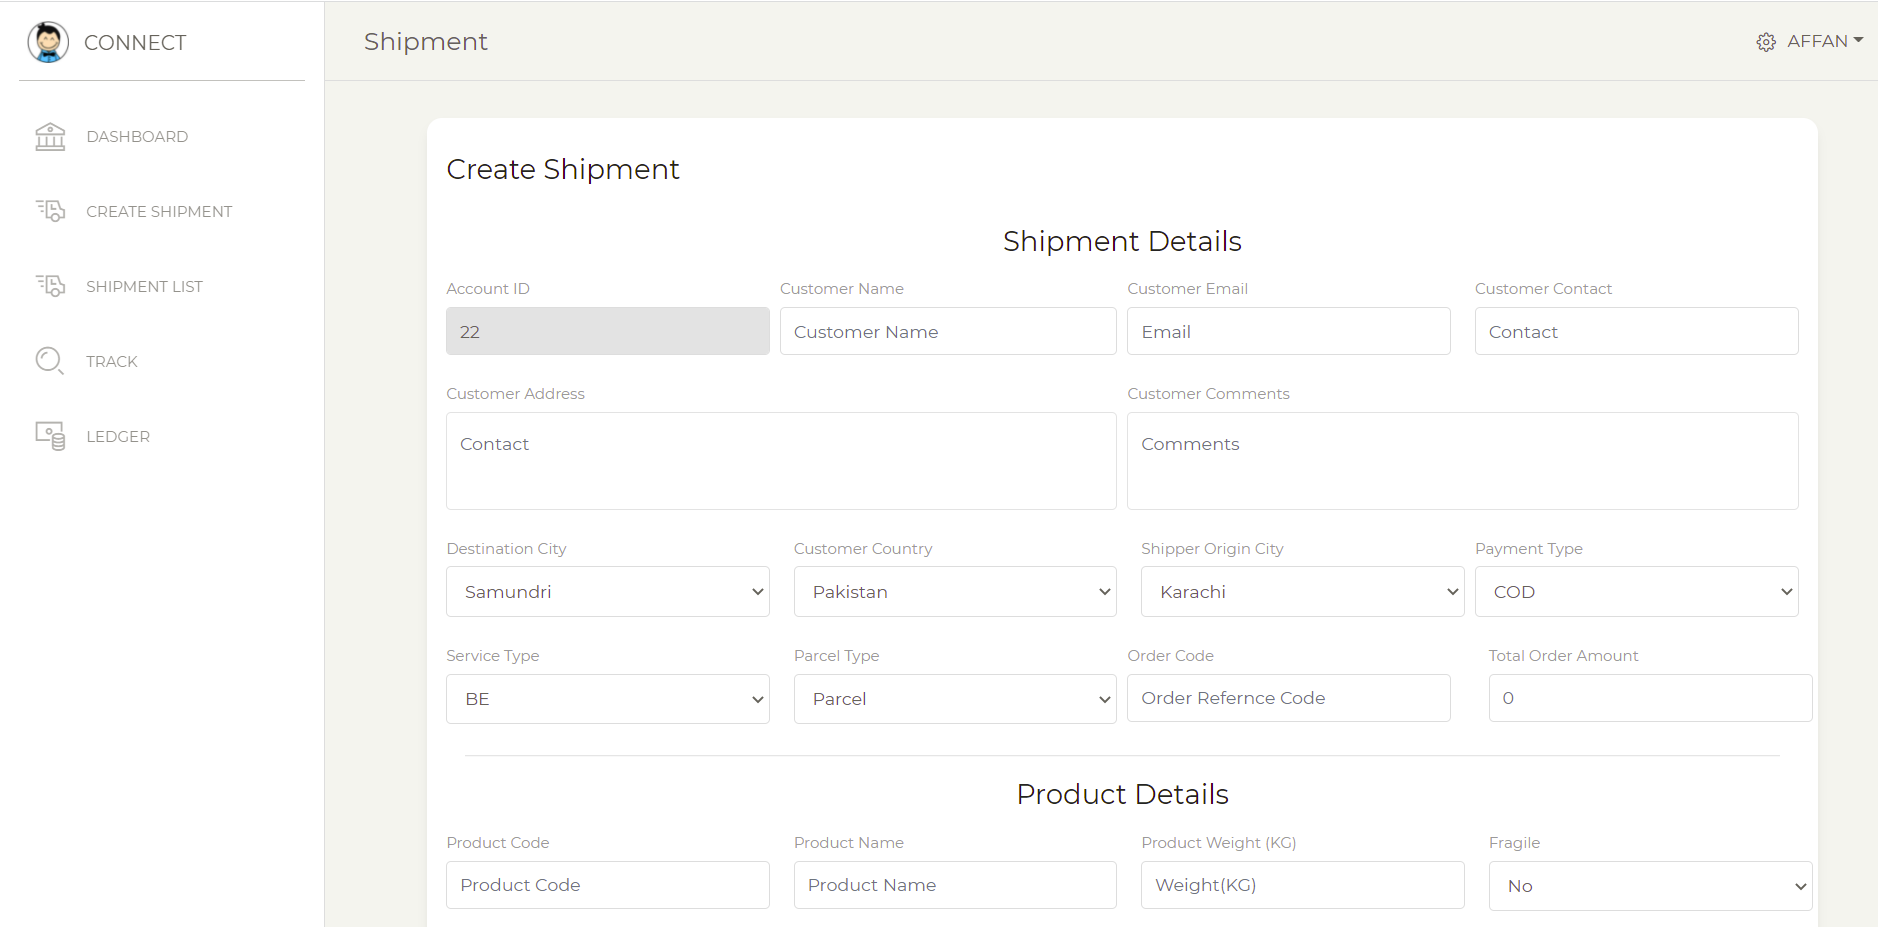 CONNECT
Shipment
AFFAN
DASHBOARD
CREATE SHIPMENT
SHIPMENT LIST
TRACK
LEDGER
Create Shipment
Shipment Details
Account ID Customer Name Customer Email Customer Contact
22 Customer Name Email Contact
Customer Address Customer Comments
Contact Comments
Destination City Customer Country Shipper Origin City Payment Type
Samundri Pakistan Karachi COD
Service Type Parcel Type Order Code Total Order Amount
BE Parcel Order Refernce Code 0
Product Details
Product Code Product Name Product Weight (KG) Fragile
Product Code Product Name Weight(KG) No